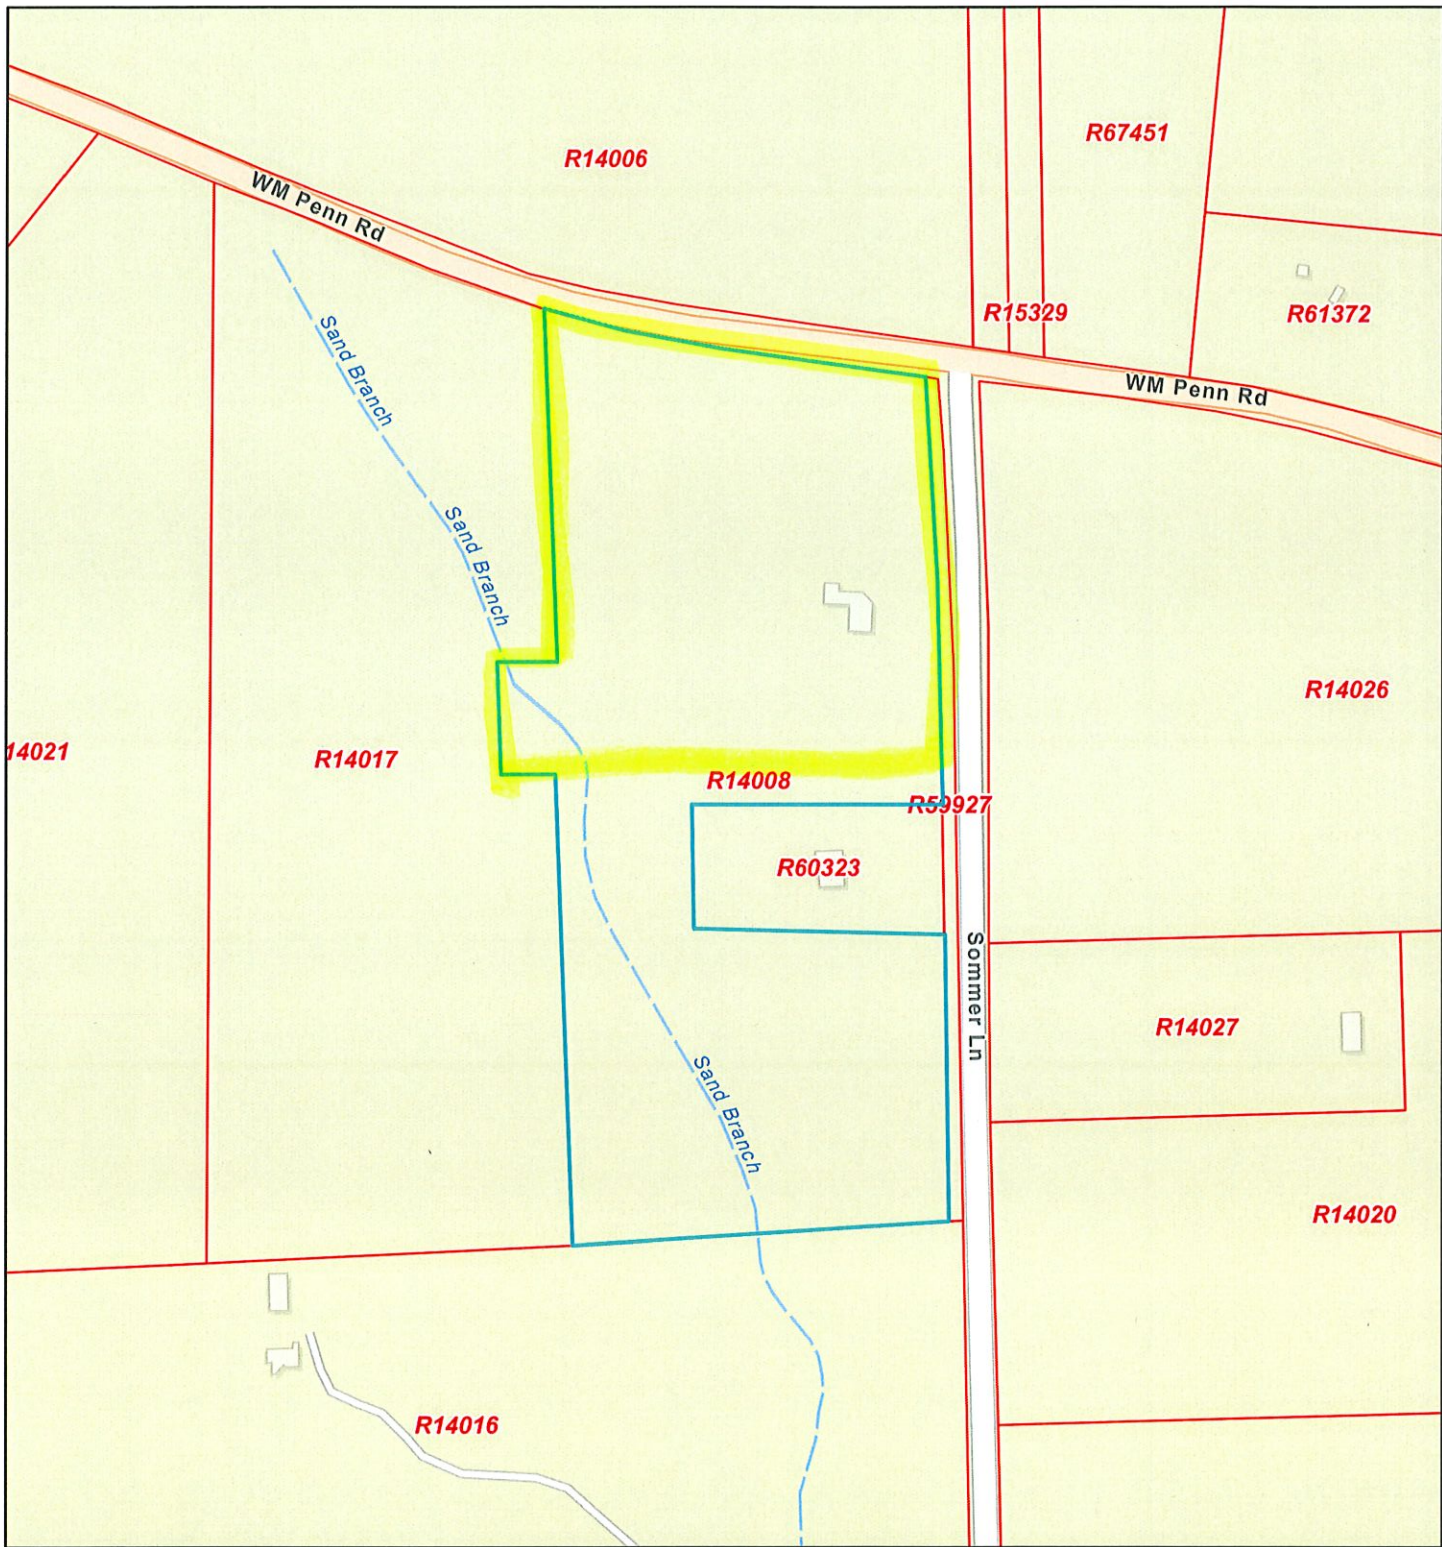 R67451
R14006
WM Penn Rd
R15329
R61372
Sand Branch
WM Penn Rd
Sand Branch
R14026
14021
R14017
R14008
R59927
R60323
Sommer Ln
R14027
Sand Branch
R14020
R14016